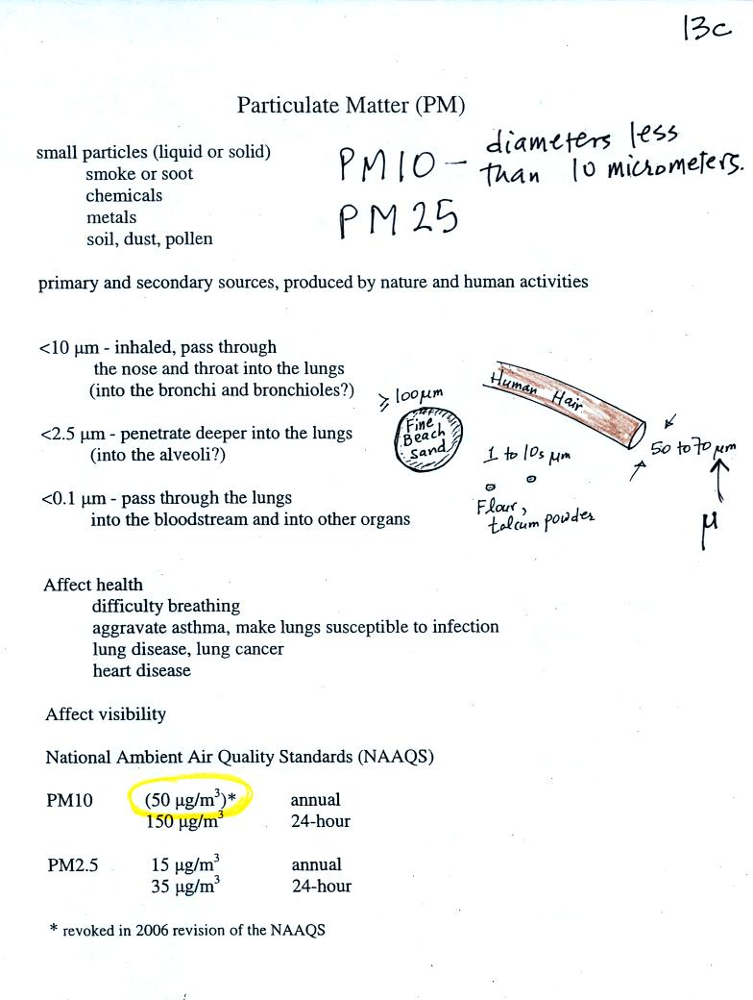 13c
Particulate Matter (PM)
small particles (liquid or solid)
smoke or soot
chemicals
metals
soil, dust, pollen
PM10 - diameters less
than 10 micrometers.
PM 25
primary and secondary sources, produced by nature and human activities
<10 μm - inhaled, pass through
the nose and throat into the lungs
(into the bronchi and bronchioles?)
<2.5 μm - penetrate deeper into the lungs
(into the alveoli?)
<0.1 μm - pass through the lungs
into the bloodstream and into other organs
≥ 100μm
Fine
Beach
Sand
Human Hair
50 to 70 μm
μ
1 to 10s μm
Flour,
talcum powder
Affect health
difficulty breathing
aggravate asthma, make lungs susceptible to infection
lung disease, lung cancer
heart disease
Affect visibility
National Ambient Air Quality Standards (NAAQS)
PM10 (50 μg/m³)* annual
150 μg/m³ 24-hour
PM2.5 15 μg/m³ annual
35 μg/m³ 24-hour
* revoked in 2006 revision of the NAAQS